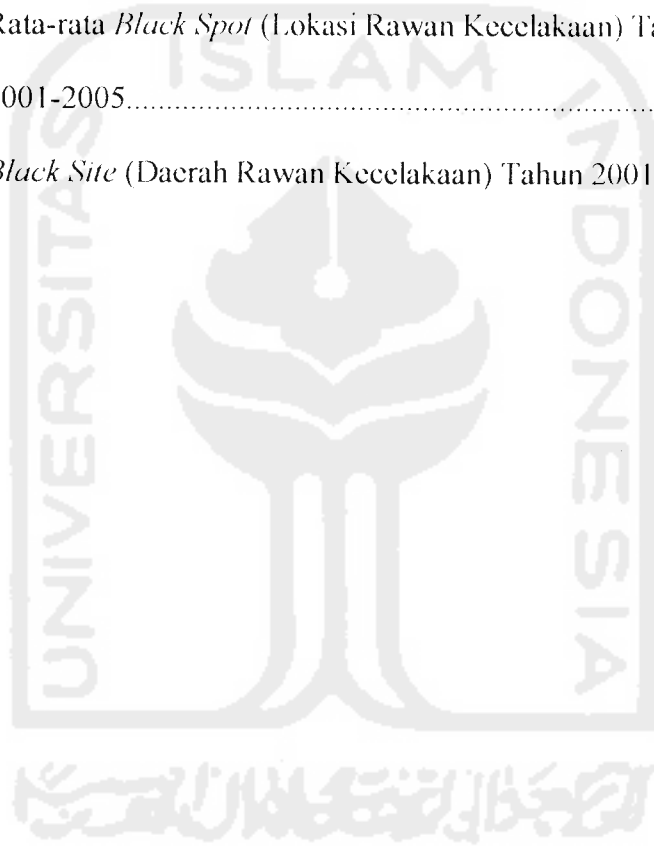 Rata-rata Black Spot (Lokasi Rawan Kecelakaan) Ta
2001-2005......................................................................
Black Site (Daerah Rawan Kecelakaan) Tahun 2001
ISLAM
UNIVERSITAS
INDONESIA